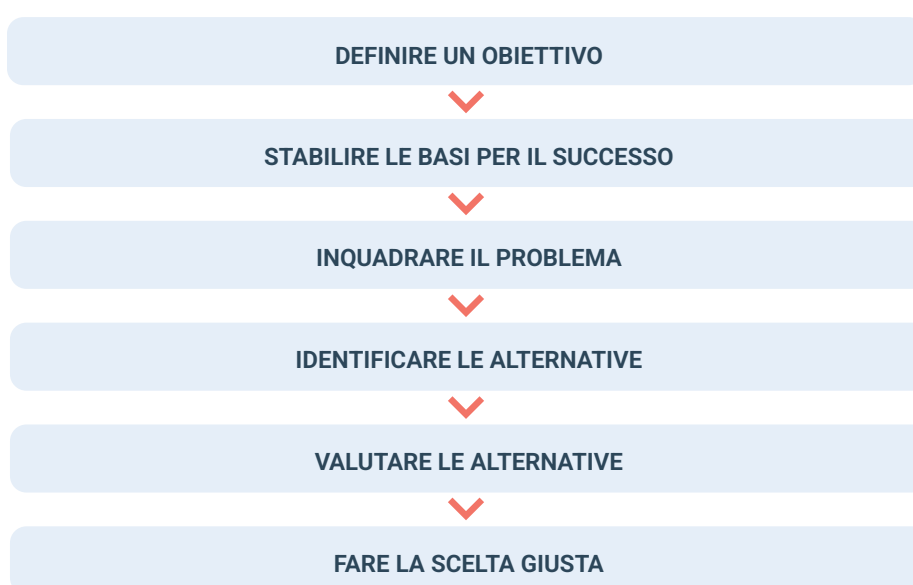 DEFINIRE UN OBIETTIVO
STABILIRE LE BASI PER IL SUCCESSO
INQUADRARE IL PROBLEMA
IDENTIFICARE LE ALTERNATIVE
VALUTARE LE ALTERNATIVE
FARE LA SCELTA GIUSTA